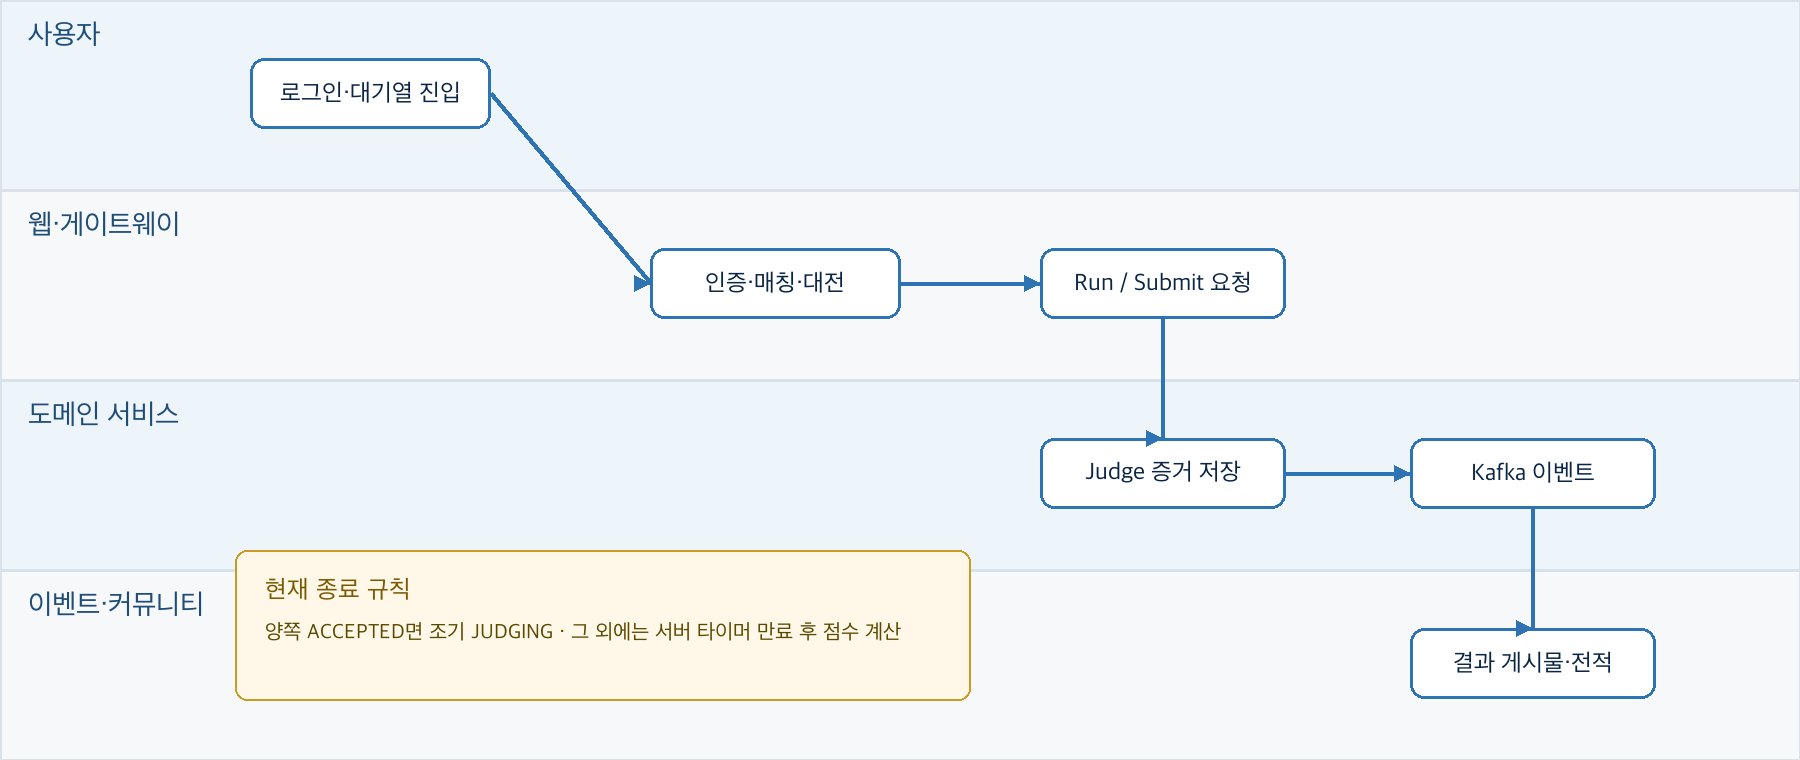 사용자
로그인·대기열 진입
웹·게이트웨이
인증·매칭·대전
Run / Submit 요청
도메인 서비스
Judge 증거 저장
Kafka 이벤트
이벤트·커뮤니티
현재 종료 규칙
양쪽 ACCEPTED면 조기 JUDGING · 그 외에는 서버 타이머 만료 후 점수 계산
결과 게시물·전적